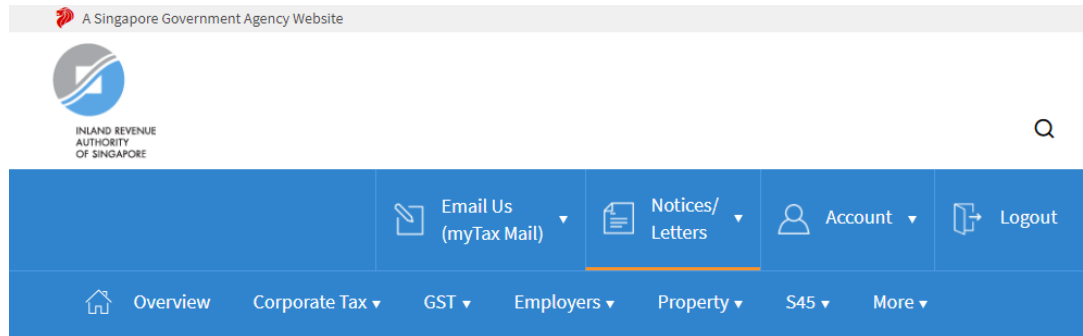 A Singapore Government Agency Website
INLAND REVENUE
AUTHORITY
OF SINGAPORE
Email Us
(myTax Mail)
Notices/
Letters
Account
Logout
Overview
Corporate Tax
GST
Employers
Property
S45
More